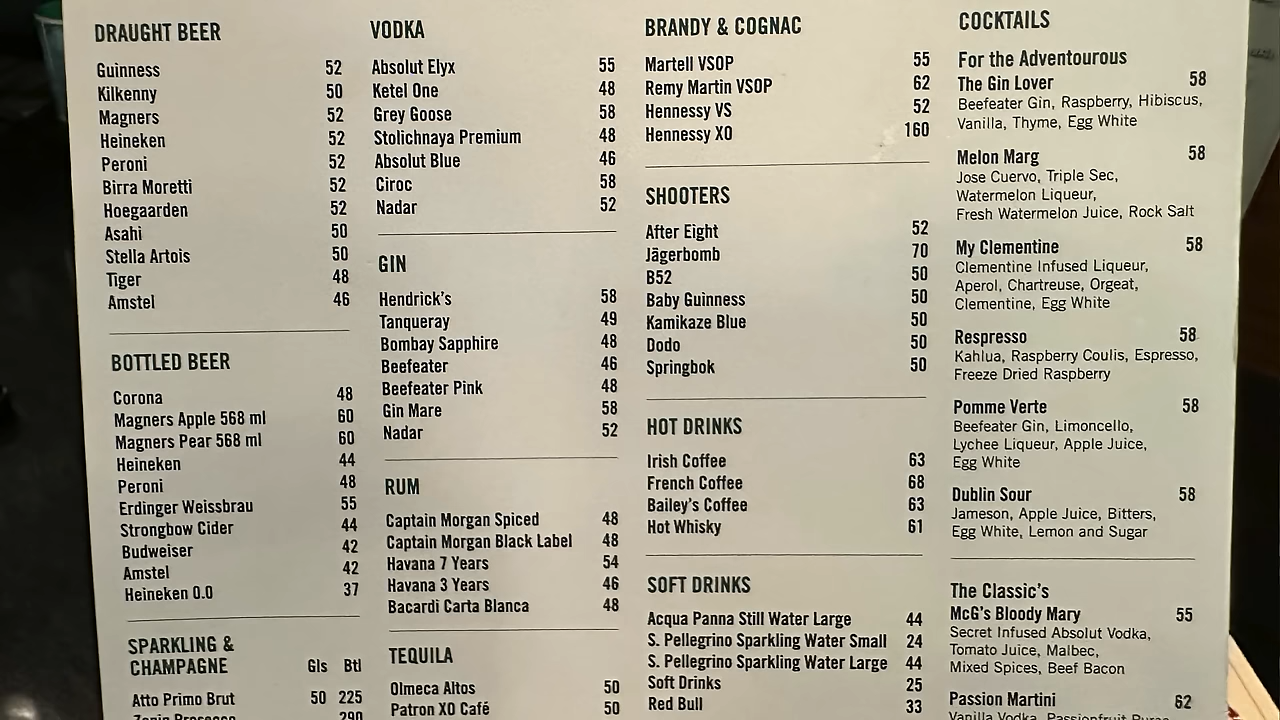 DRAUGHT BEER
Guinness 52
Kilkenny 50
Magners 52
Heineken 52
Peroni 52
Birra Moretti 52
Hoegaarden 52
Asahi 50
Stella Artois 50
Tiger 48
Amstel 46
BOTTLED BEER
Corona 48
Magners Apple 568 ml 60
Magners Pear 568 ml 60
Heineken 44
Peroni 48
Erdinger Weissbrau 55
Strongbow Cider 44
Budweiser 42
Amstel 42
Heineken 0.0 37
SPARKLING &
CHAMPAGNE Gls Btl
Atto Primo Brut 50 225
Prosecco 290
VODKA
Absolut Elyx 55
Ketel One 48
Grey Goose 58
Stolichnaya Premium 48
Absolut Blue 46
Ciroc 58
Nadar 52
GIN
Hendrick's 58
Tanqueray 49
Bombay Sapphire 48
Beefeater 46
Beefeater Pink 48
Gin Mare 58
Nadar 52
RUM
Captain Morgan Spiced 48
Captain Morgan Black Label 48
Havana 7 Years 54
Havana 3 Years 46
Bacardi Carta Blanca 48
TEQUILA
Olmeca Altos 50
Patron XO Café 50
BRANDY & COGNAC
Martell VSOP 55
Remy Martin VSOP 62
Hennessy VS 52
Hennessy XO 160
SHOOTERS
After Eight 52
Jägerbomb 70
B52 50
Baby Guinness 50
Kamikaze Blue 50
Dodo 50
Springbok 50
HOT DRINKS
Irish Coffee 63
French Coffee 68
Bailey's Coffee 63
Hot Whisky 61
SOFT DRINKS
Acqua Panna Still Water Large 44
S. Pellegrino Sparkling Water Small 24
S. Pellegrino Sparkling Water Large 44
Soft Drinks 25
Red Bull 33
COCKTAILS
For the Adventourous
The Gin Lover 58
Beefeater Gin, Raspberry, Hibiscus,
Vanilla, Thyme, Egg White
Melon Marg 58
Jose Cuervo, Triple Sec,
Watermelon Liqueur,
Fresh Watermelon Juice, Rock Salt
My Clementine 58
Clementine Infused Liqueur,
Aperol, Chartreuse, Orgeat,
Clementine, Egg White
Respresso 58
Kahlua, Raspberry Coulis, Espresso,
Freeze Dried Raspberry
Pomme Verte 58
Beefeater Gin, Limoncello,
Lychee Liqueur, Apple Juice,
Egg White
Dublin Sour 58
Jameson, Apple Juice, Bitters,
Egg White, Lemon and Sugar
The Classic's
McG's Bloody Mary 55
Secret Infused Absolut Vodka,
Tomato Juice, Malbec,
Mixed Spices, Beef Bacon
Passion Martini 62
Vanilla Vodka, Passionfruit Puree